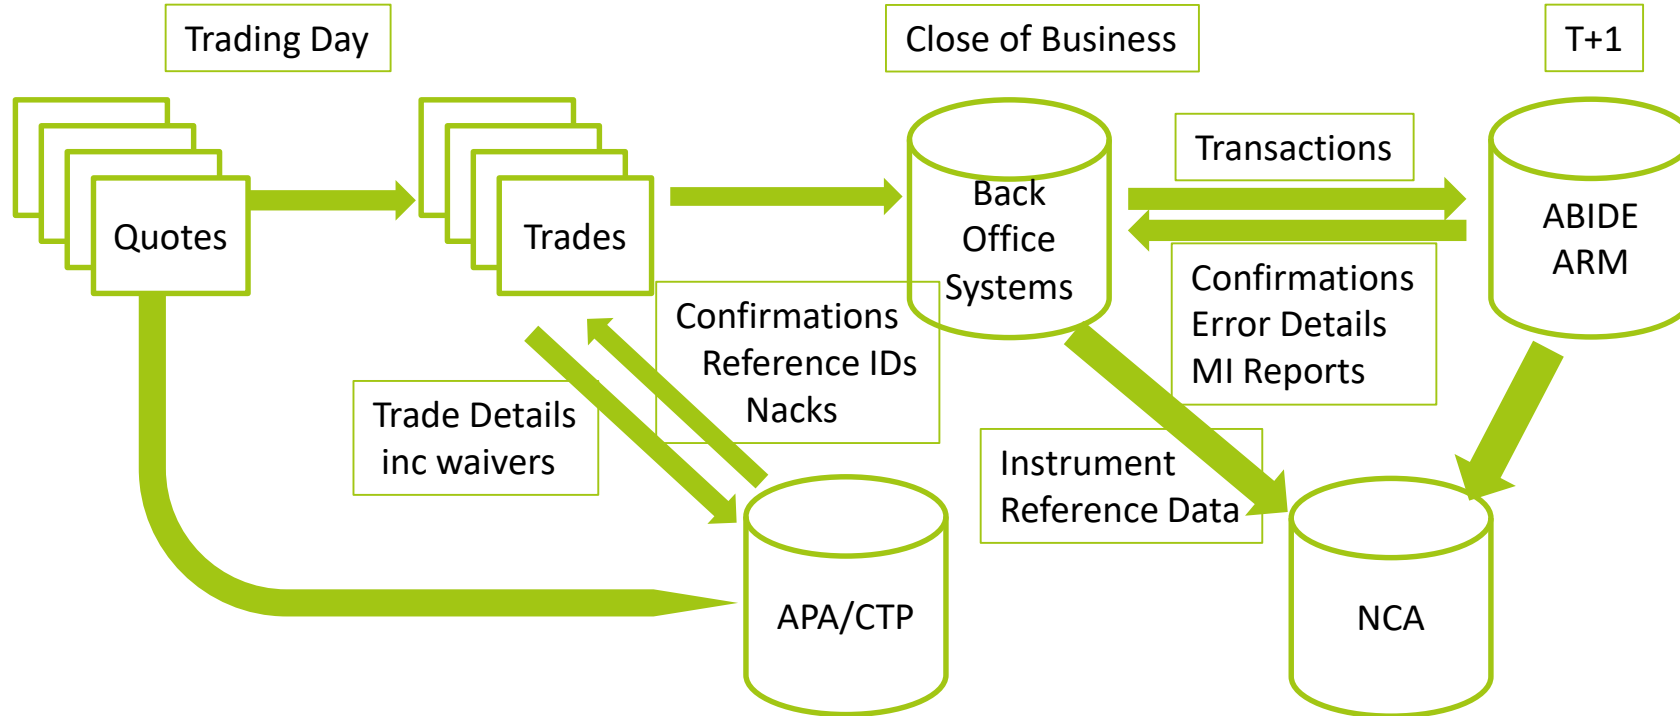 Trading Day
Close of Business
T+1
Quotes
Trades
Back
Office
Systems
Transactions
ABIDE
ARM
Confirmations
Error Details
MI Reports
Confirmations
Reference IDs
Nacks
Trade Details
inc waivers
Instrument
Reference Data
APA/CTP
NCA